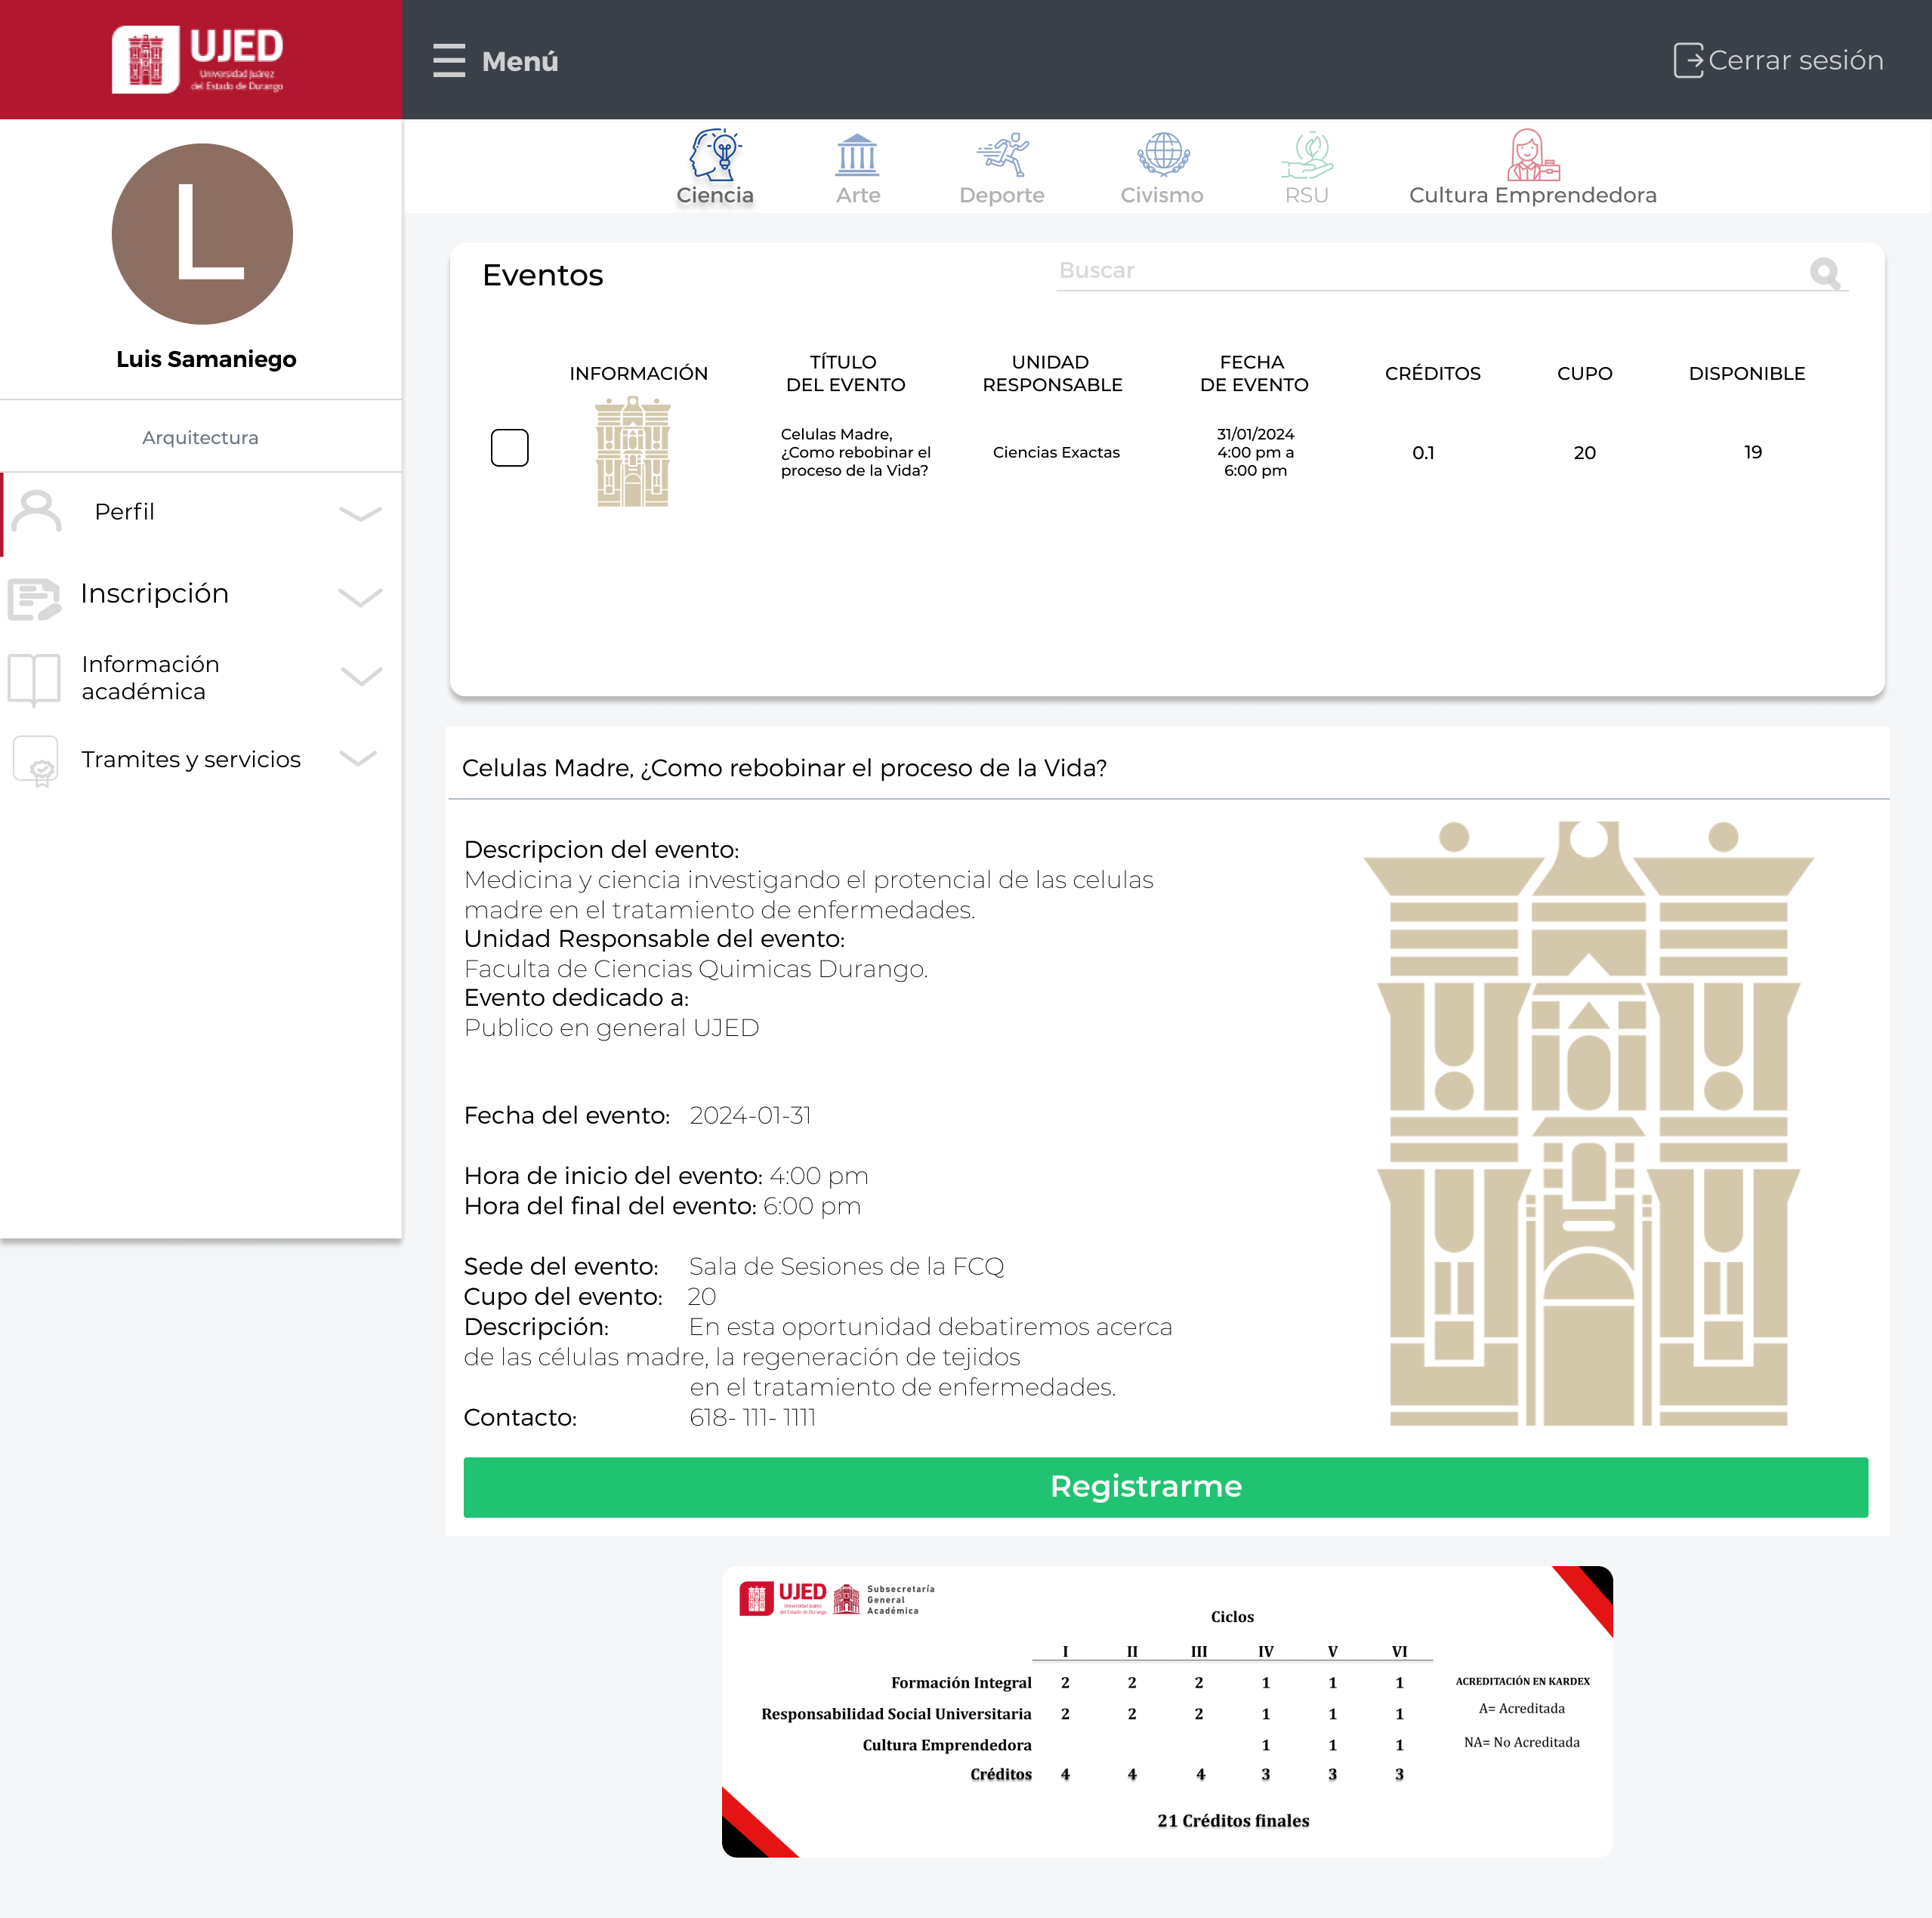 UJED
Universidad Juárez
del Estado de Durango
Menú
Cerrar sesión
L
Luis Samaniego
Arquitectura
Perfil
Inscripción
Información
académica
Tramites y servicios
Ciencia
Arte
Deporte
Civismo
RSU
Cultura Emprendedora
Eventos
Buscar
INFORMACIÓN
TÍTULO
DEL EVENTO
UNIDAD
RESPONSABLE
FECHA
DE EVENTO
CRÉDITOS
CUPO
DISPONIBLE
Celulas Madre,
¿Como rebobinar el
proceso de la Vida?
Ciencias Exactas
31/01/2024
4:00 pm a
6:00 pm
0.1
20
19
Celulas Madre, ¿Como rebobinar el proceso de la Vida?
Descripcion del evento:
Medicina y ciencia investigando el protencial de las celulas
madre en el tratamiento de enfermedades.
Unidad Responsable del evento:
Faculta de Ciencias Quimicas Durango.
Evento dedicado a:
Publico en general UJED
Fecha del evento: 2024-01-31
Hora de inicio del evento: 4:00 pm
Hora del final del evento: 6:00 pm
Sede del evento: Sala de Sesiones de la FCQ
Cupo del evento: 20
Descripción: En esta oportunidad debatiremos acerca
de las células madre, la regeneración de tejidos
en el tratamiento de enfermedades.
Contacto: 618- 111- 1111
Registrarme
UJED
Universidad Juárez
del Estado de Durango
Subsecretaría
General
Académica
Ciclos
I II III IV V VI
Formación Integral 2 2 2 1 1 1
Responsabilidad Social Universitaria 2 2 2 1 1 1
Cultura Emprendedora 1 1 1
Créditos 4 4 4 3 3 3
ACREDITACIÓN EN KARDEX
A= Acreditada
NA= No Acreditada
21 Créditos finales